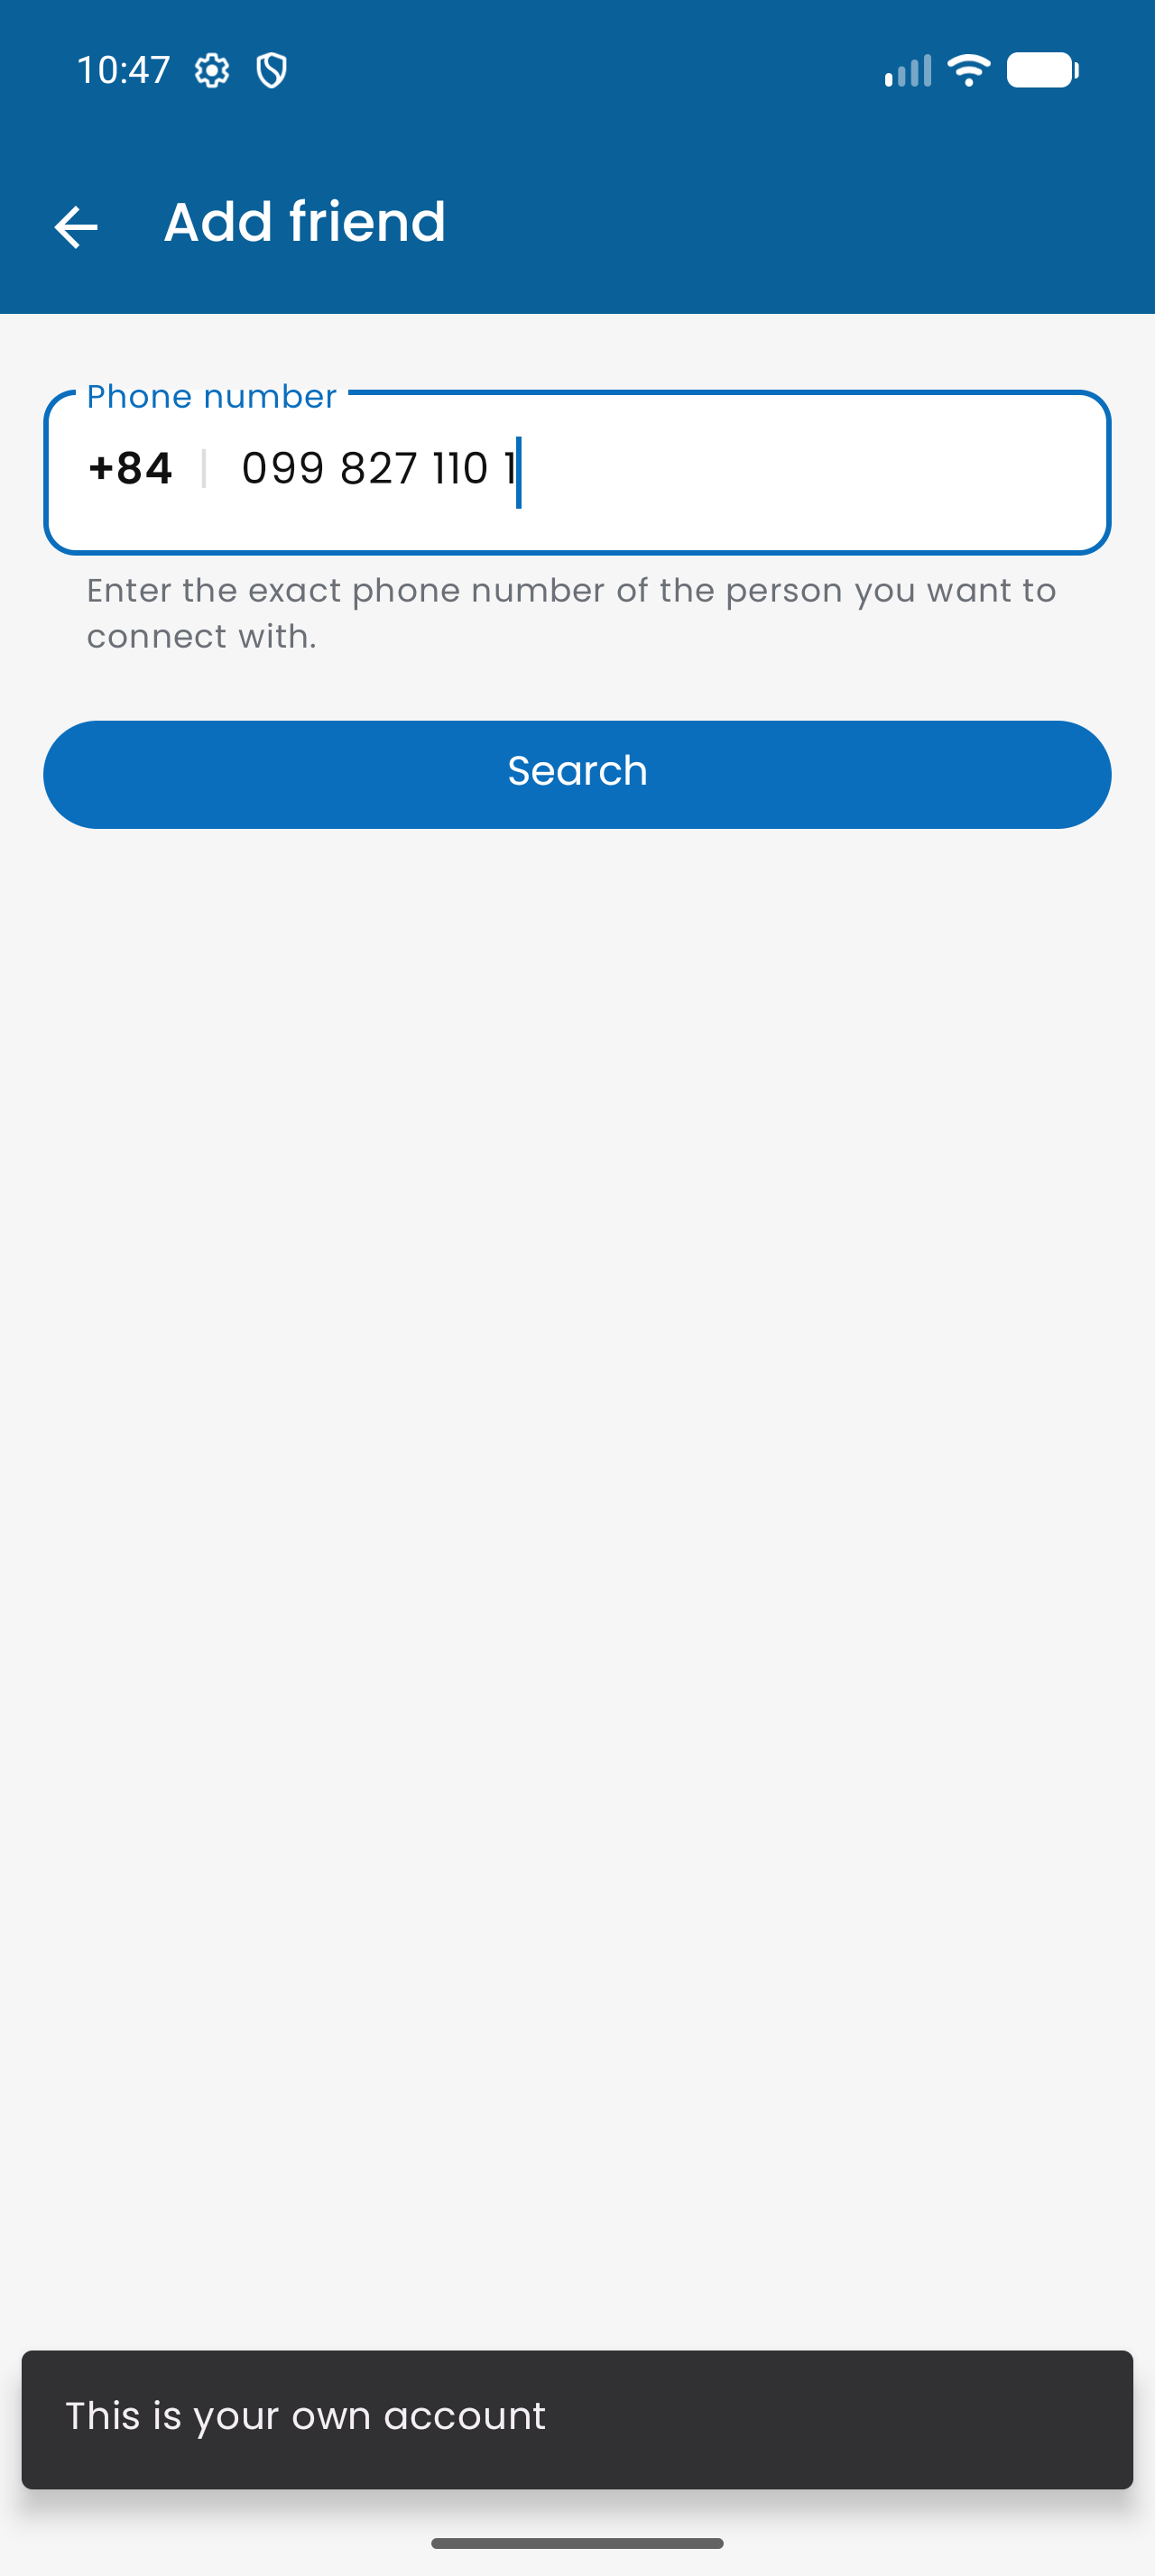 10:47
Add friend
Phone number
+84 | 099 827 110 1
Enter the exact phone number of the person you want to
connect with.
Search
This is your own account